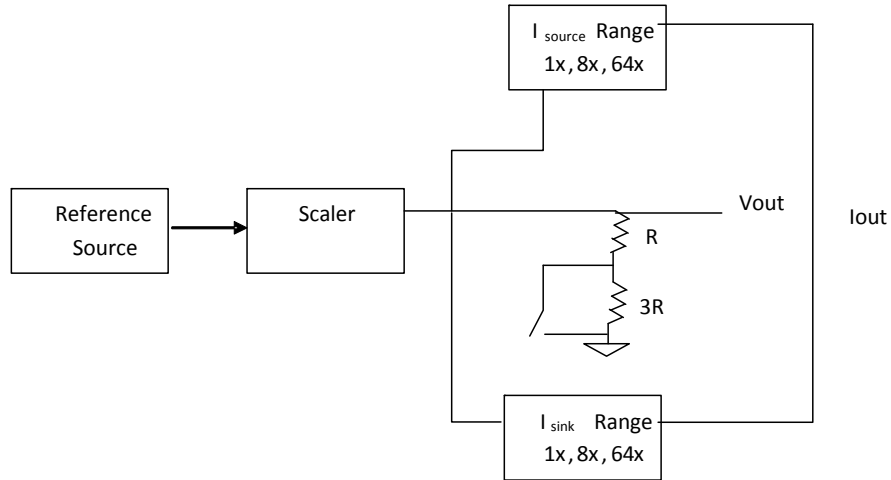 I source Range
1x, 8x, 64x
Reference
Source
Scaler
Vout
Iout
R
3R
I sink Range
1x, 8x, 64x